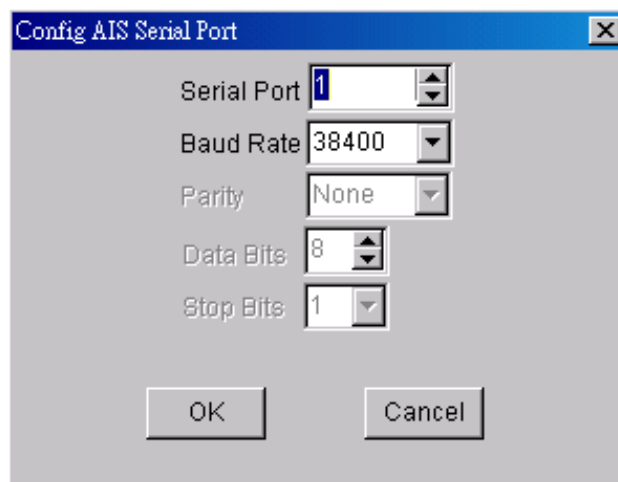 Config AIS Serial Port
Serial Port 1
Baud Rate 38400
Parity None
Data Bits 8
Stop Bits 1
OK Cancel